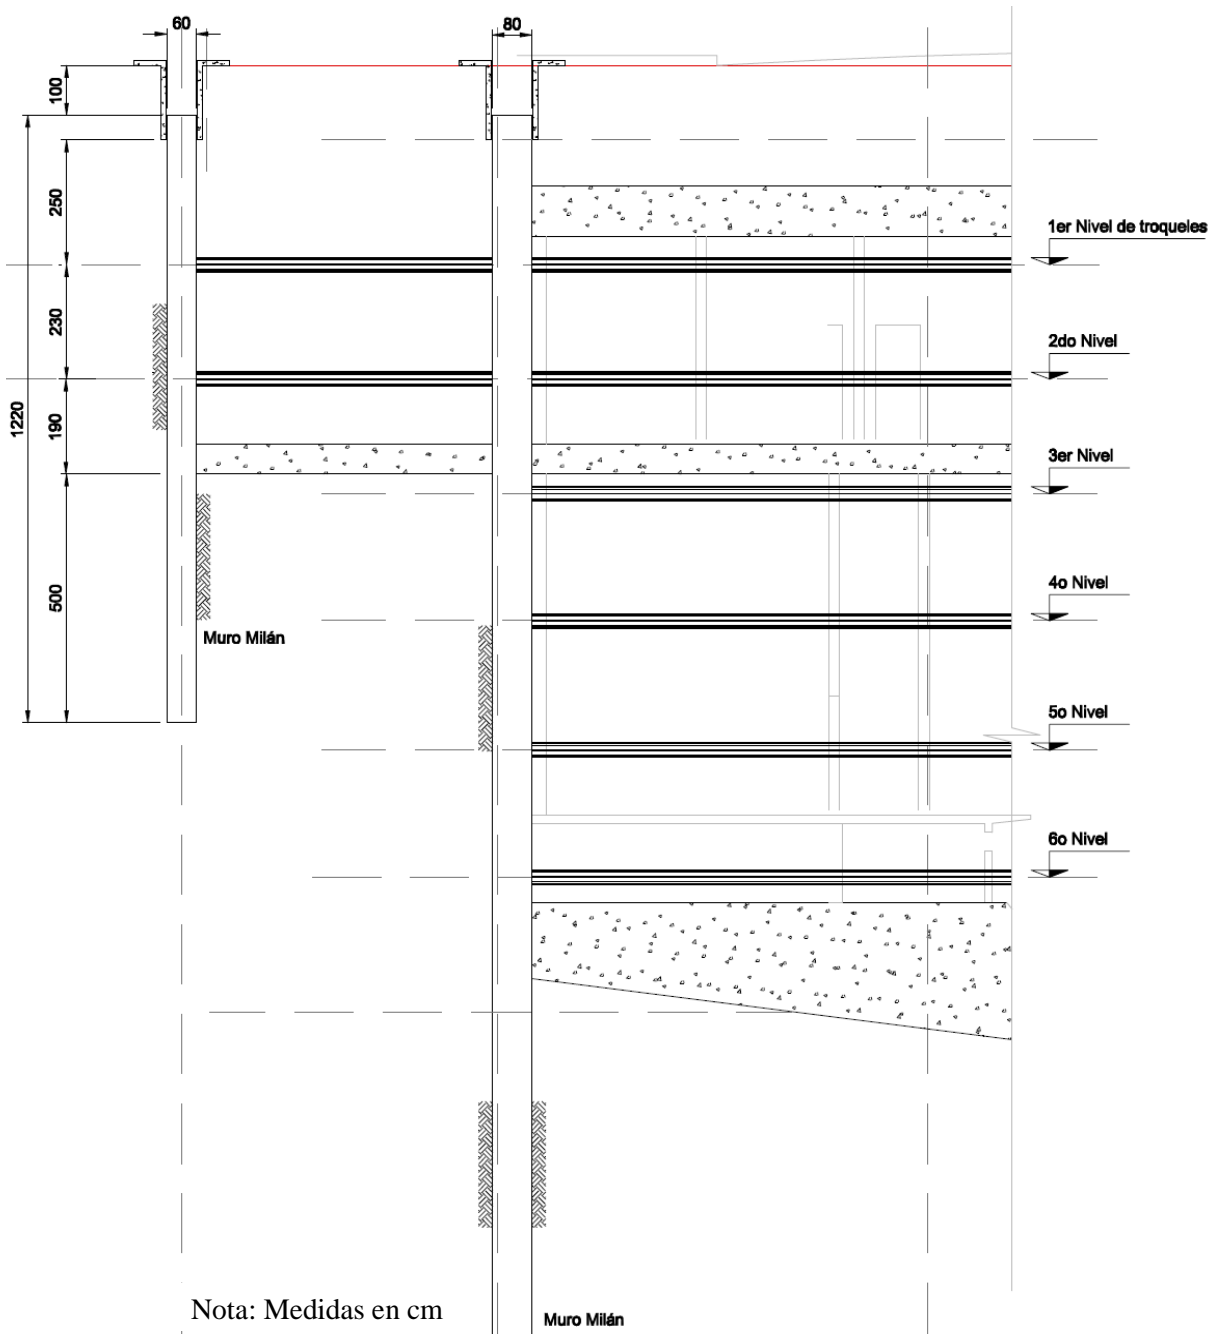 60
80
100
250
1er Nivel de troqueles
230
2do Nivel
1220
190
3er Nivel
500
4o Nivel
Muro Milán
5o Nivel
6o Nivel
Nota: Medidas en cm
Muro Milán